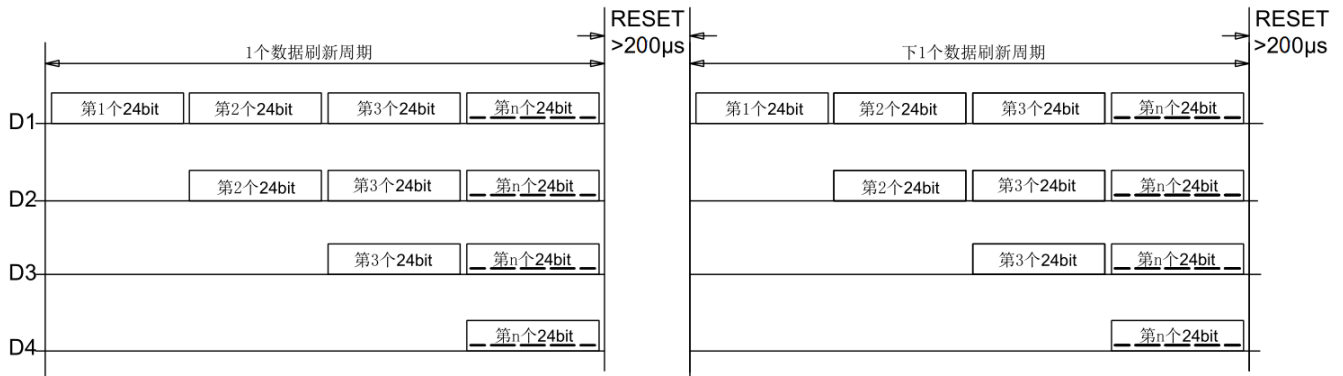 RESET
>200μs
RESET
>200μs
1个数据刷新周期
下1个数据刷新周期
D1
第1个24bit
第2个24bit
第3个24bit
第n个24bit
第1个24bit
第2个24bit
第3个24bit
第n个24bit
D2
第2个24bit
第3个24bit
第n个24bit
第2个24bit
第3个24bit
第n个24bit
D3
第3个24bit
第n个24bit
第3个24bit
第n个24bit
D4
第n个24bit
第n个24bit